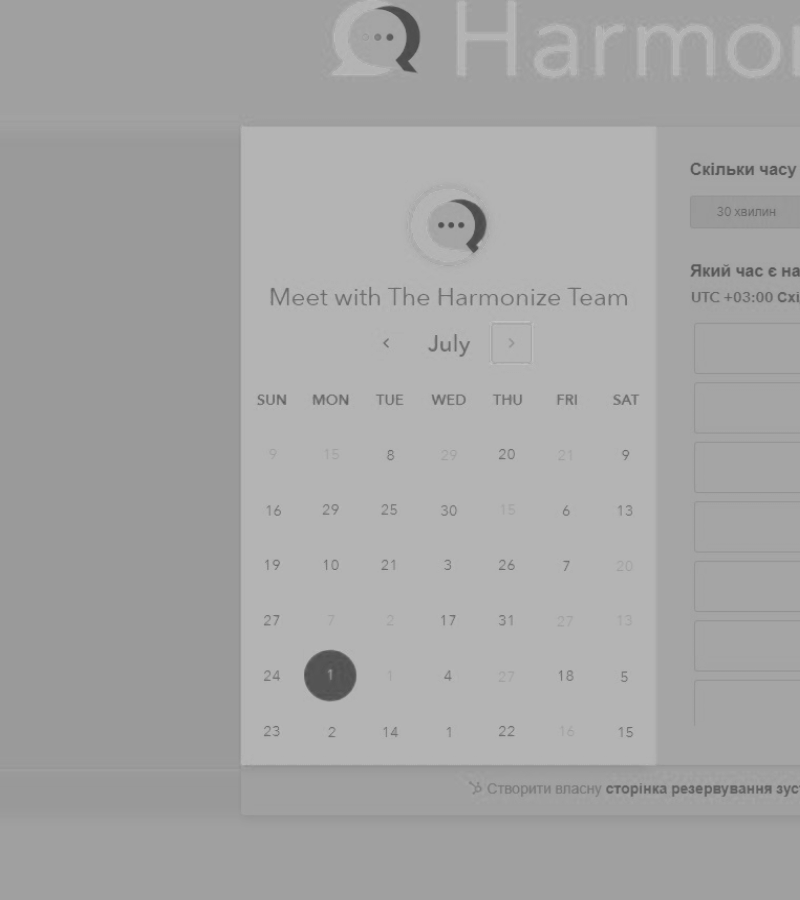 Harmo
Meet with The Harmonize Team
July
SUN MON TUE WED THU FRI SAT
9 15 8 29 20 21 9
16 29 25 30 15 6 13
19 10 21 3 26 7 20
27 7 2 17 31 27 13
24 1 1 4 27 18 5
23 2 14 1 22 16 15
Скільки часу
30 хвилин
Який час є на
UTC +03:00 Схі
Створити власну сторінка резервування зус